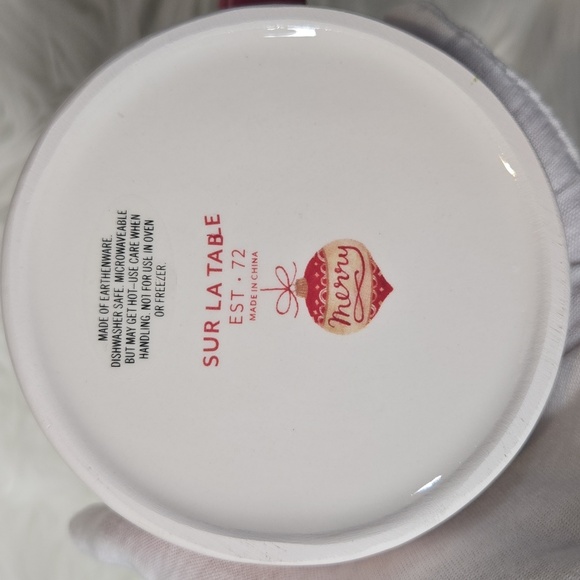 merry
SUR LA TABLE
EST • 72
MADE IN CHINA
MADE OF EARTHENWARE.
DISHWASHER SAFE. MICROWAVEABLE
BUT MAY GET HOT-USE CARE WHEN
HANDLING. NOT FOR USE IN OVEN
OR FREEZER.